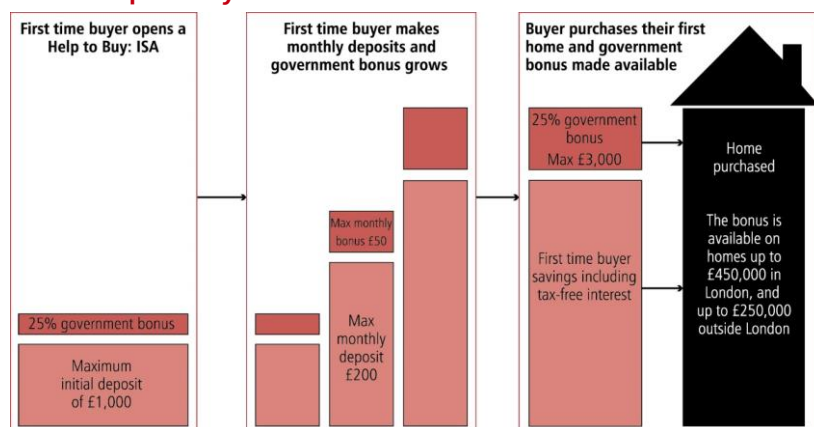 First time buyer opens a
Help to Buy: ISA
25% government bonus
Maximum
initial deposit
of £1,000
First time buyer makes
monthly deposits and
government bonus grows
Max monthly
bonus £50
Max
monthly
deposit
£200
Buyer purchases their first
home and government
bonus made available
25% government
bonus
Max £3,000
First time buyer
savings including
tax-free interest
Home
purchased
The bonus is
available on
homes up to
£450,000 in
London, and
up to £250,000
outside London